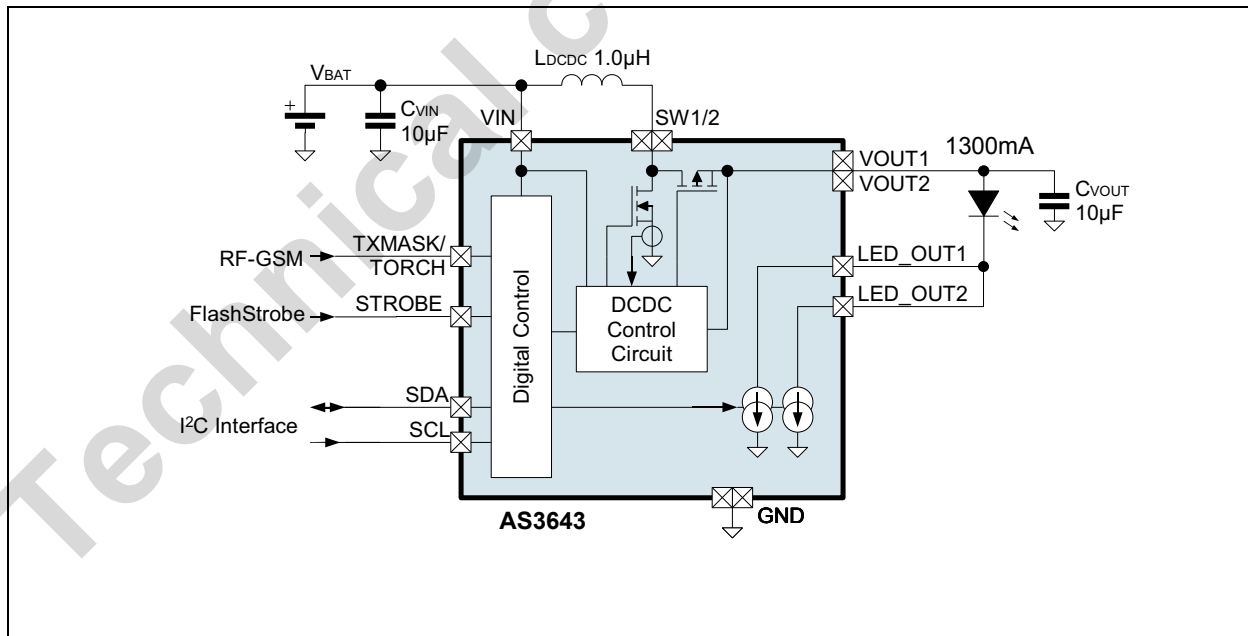 Technical c
LDCDC 1.0µH
VBAT
+
CVIN
10µF
VIN
SW1/2
1300mA
VOUT1
VOUT2
CVOUT
10µF
RF-GSM
TXMASK/
TORCH
LED_OUT1
FlashStrobe
STROBE
LED_OUT2
Digital Control
DCDC
Control
Circuit
SDA
I²C Interface
SCL
AS3643
GND